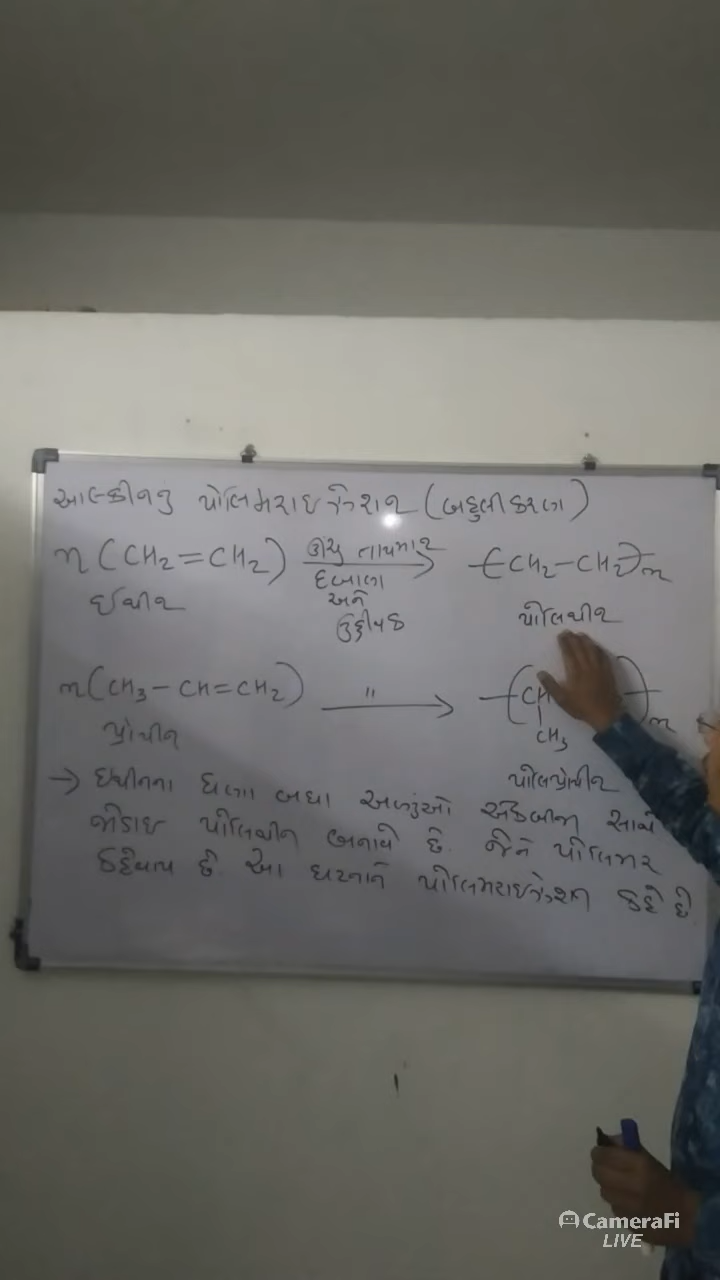 આલ્કીનનું પોલિમરાઇઝેશન (બહુલીકરણ)
n(CH2=CH2) ઊંચુ તાપમાન દબાણ અને ઉદ્દીપક → -(CH2-CH2)n
ઇથીન પોલિથીન
n(CH3-CH=CH2) " → -(CH )n
CH3
પ્રોપીન પોલિપ્રોપીન
→ ઇથીનના ઘણા બધા અણુઓ એકબીજા સાથે
જોડાઇ પોલિથીન બનાવે છે. જેને પોલિમર
કહેવાય છે. આ ઘટનાને પોલિમરાઇઝેશન કહે છે
CameraFi
LIVE